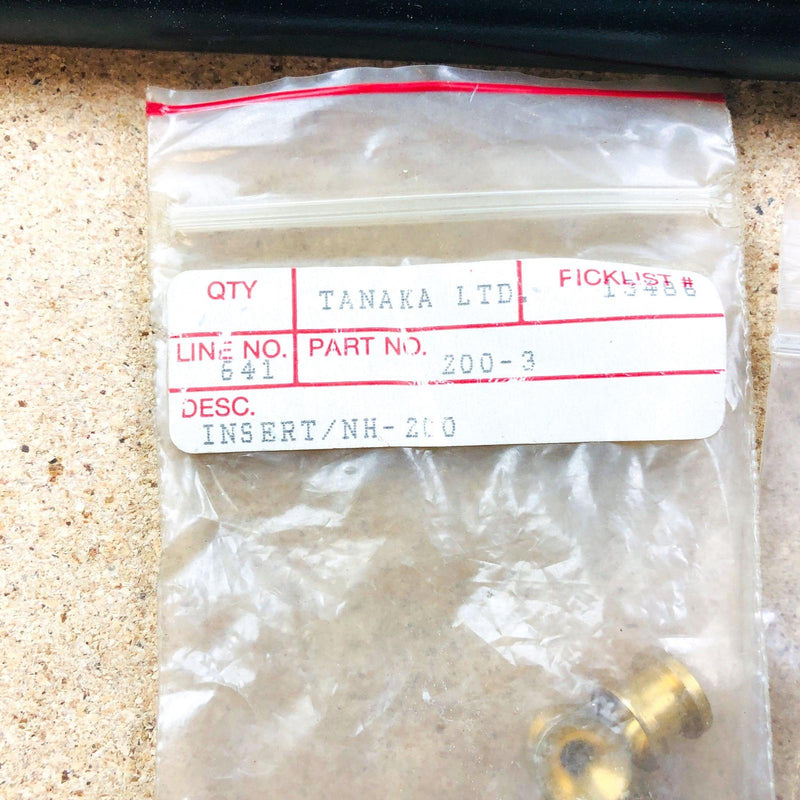 QTY TANAKA LTD. PICKLIST #
LINE NO. 641 PART NO. 200-3
DESC.
INSERT/NH-200